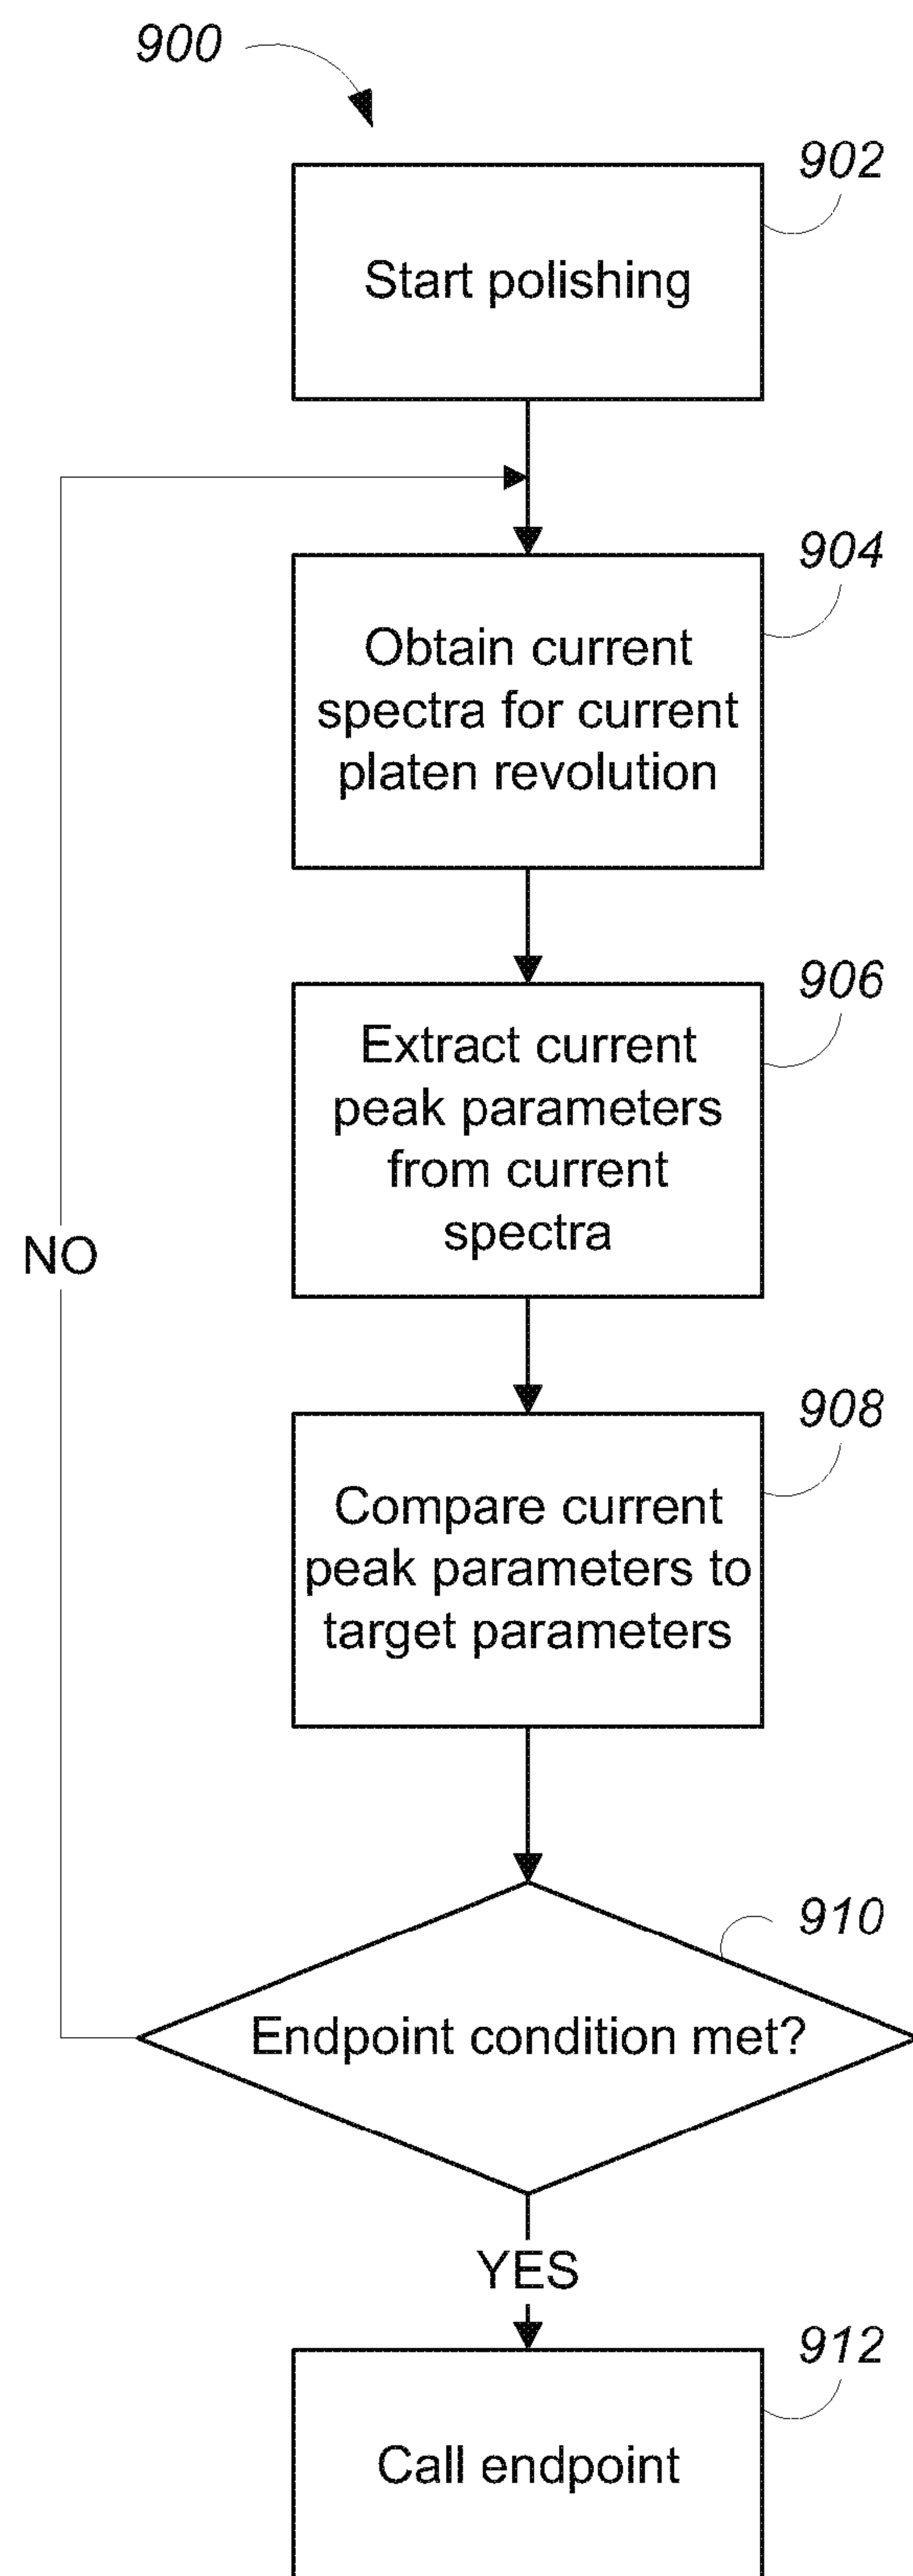 900
902
Start polishing
904
Obtain current
spectra for current
platen revolution
906
Extract current
peak parameters
from current
spectra
NO
908
Compare current
peak parameters to
target parameters
910
Endpoint condition met?
YES
912
Call endpoint